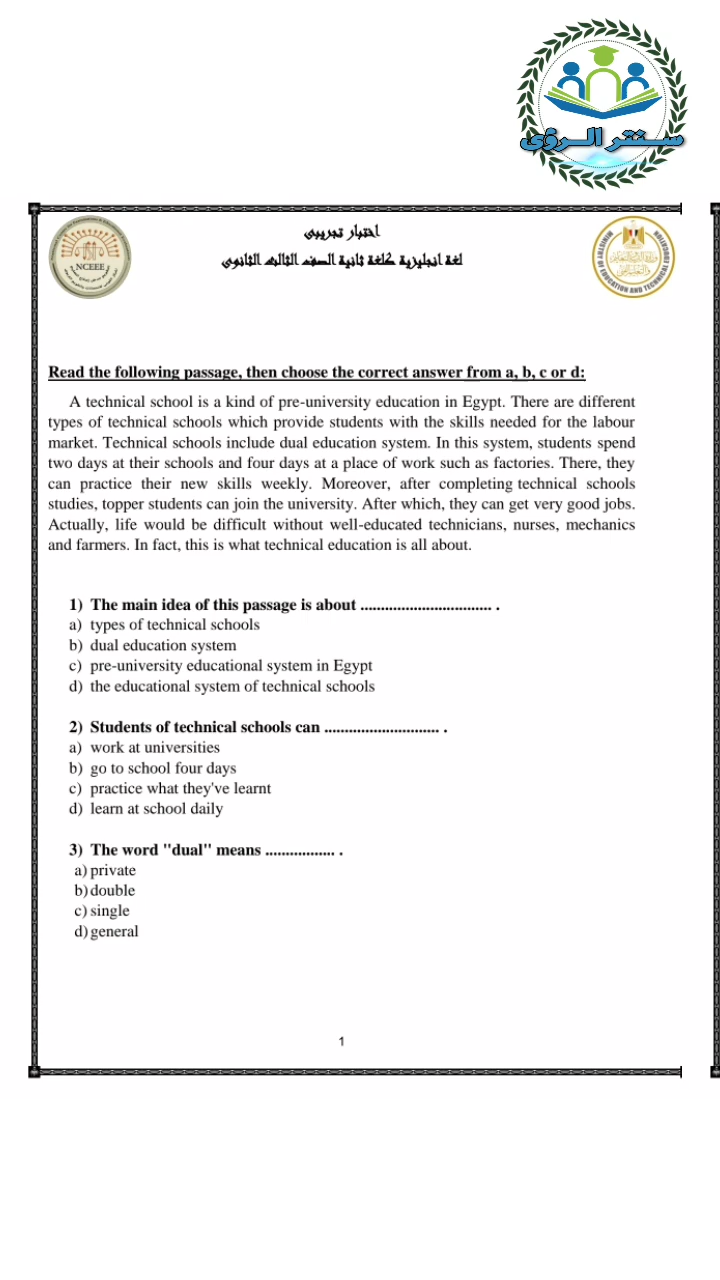 سنتر الرؤى
NCEEE
اختبار تجريبى
لغة انجليزية كلغة ثانية الصف الثالث الثانوى
Read the following passage, then choose the correct answer from a, b, c or d:
A technical school is a kind of pre-university education in Egypt. There are different
types of technical schools which provide students with the skills needed for the labour
market. Technical schools include dual education system. In this system, students spend
two days at their schools and four days at a place of work such as factories. There, they
can practice their new skills weekly. Moreover, after completing technical schools
studies, topper students can join the university. After which, they can get very good jobs.
Actually, life would be difficult without well-educated technicians, nurses, mechanics
and farmers. In fact, this is what technical education is all about.
1) The main idea of this passage is about ................................ .
a) types of technical schools
b) dual education system
c) pre-university educational system in Egypt
d) the educational system of technical schools
2) Students of technical schools can ............................ .
a) work at universities
b) go to school four days
c) practice what they've learnt
d) learn at school daily
3) The word "dual" means ................. .
a) private
b) double
c) single
d) general
1